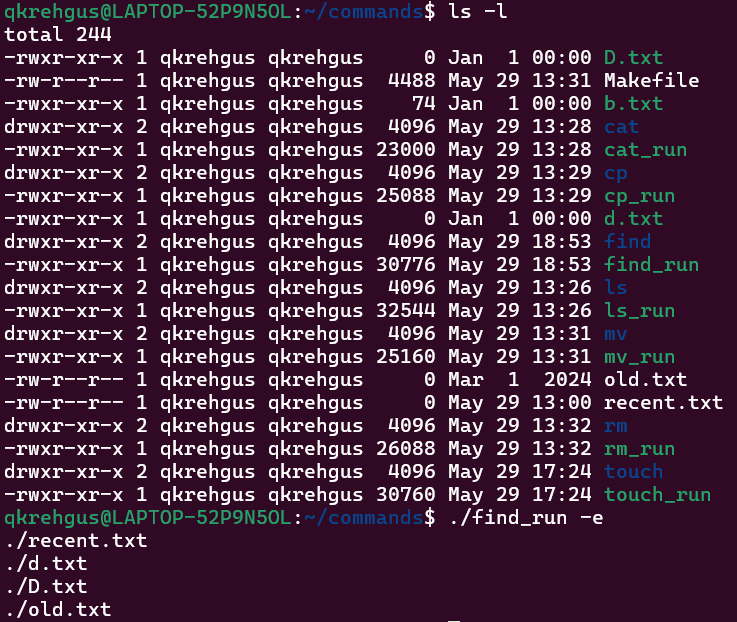 qkrehgus@LAPTOP-52P9N5OL:~/commands$ ls -l
total 244
-rwxr-xr-x 1 qkrehgus qkrehgus     0 Jan  1 00:00 D.txt
-rw-r--r-- 1 qkrehgus qkrehgus  4488 May 29 13:31 Makefile
-rwxr-xr-x 1 qkrehgus qkrehgus    74 Jan  1 00:00 b.txt
drwxr-xr-x 2 qkrehgus qkrehgus  4096 May 29 13:28 cat
-rwxr-xr-x 1 qkrehgus qkrehgus 23000 May 29 13:28 cat_run
drwxr-xr-x 2 qkrehgus qkrehgus  4096 May 29 13:29 cp
-rwxr-xr-x 1 qkrehgus qkrehgus 25088 May 29 13:29 cp_run
-rwxr-xr-x 1 qkrehgus qkrehgus     0 Jan  1 00:00 d.txt
drwxr-xr-x 2 qkrehgus qkrehgus  4096 May 29 18:53 find
-rwxr-xr-x 1 qkrehgus qkrehgus 30776 May 29 18:53 find_run
drwxr-xr-x 2 qkrehgus qkrehgus  4096 May 29 13:26 ls
-rwxr-xr-x 1 qkrehgus qkrehgus 32544 May 29 13:26 ls_run
drwxr-xr-x 2 qkrehgus qkrehgus  4096 May 29 13:31 mv
-rwxr-xr-x 1 qkrehgus qkrehgus 25160 May 29 13:31 mv_run
-rw-r--r-- 1 qkrehgus qkrehgus     0 Mar  1  2024 old.txt
-rw-r--r-- 1 qkrehgus qkrehgus     0 May 29 13:00 recent.txt
drwxr-xr-x 2 qkrehgus qkrehgus  4096 May 29 13:32 rm
-rwxr-xr-x 1 qkrehgus qkrehgus 26088 May 29 13:32 rm_run
drwxr-xr-x 2 qkrehgus qkrehgus  4096 May 29 17:24 touch
-rwxr-xr-x 1 qkrehgus qkrehgus 30760 May 29 17:24 touch_run
qkrehgus@LAPTOP-52P9N5OL:~/commands$ ./find_run -e
./recent.txt
./d.txt
./D.txt
./old.txt